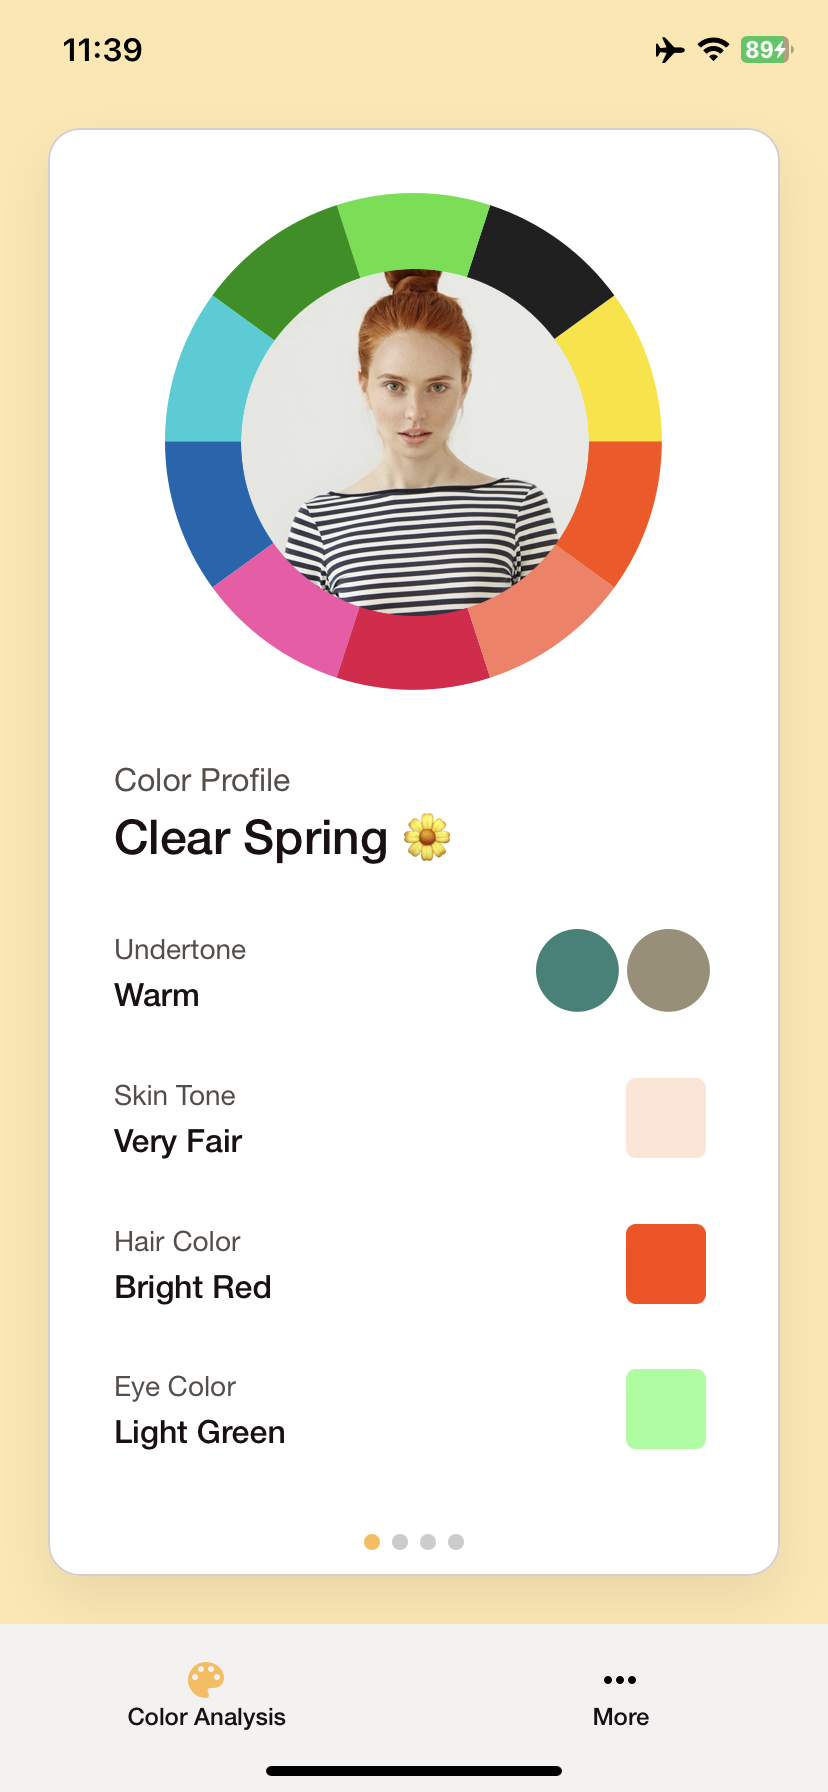 11:39
89
Color Profile
Clear Spring 🌼
Undertone
Warm
Skin Tone
Very Fair
Hair Color
Bright Red
Eye Color
Light Green
Color Analysis
More